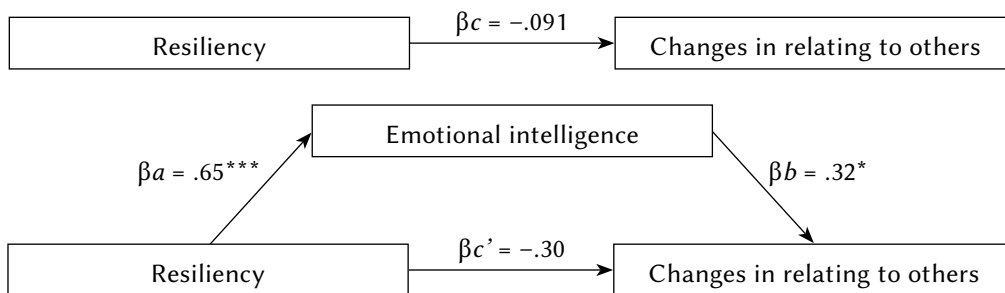 βc = –.091
Resiliency
Changes in relating to others
Emotional intelligence
βa = .65***
βb = .32*
βc’ = –.30
Resiliency
Changes in relating to others